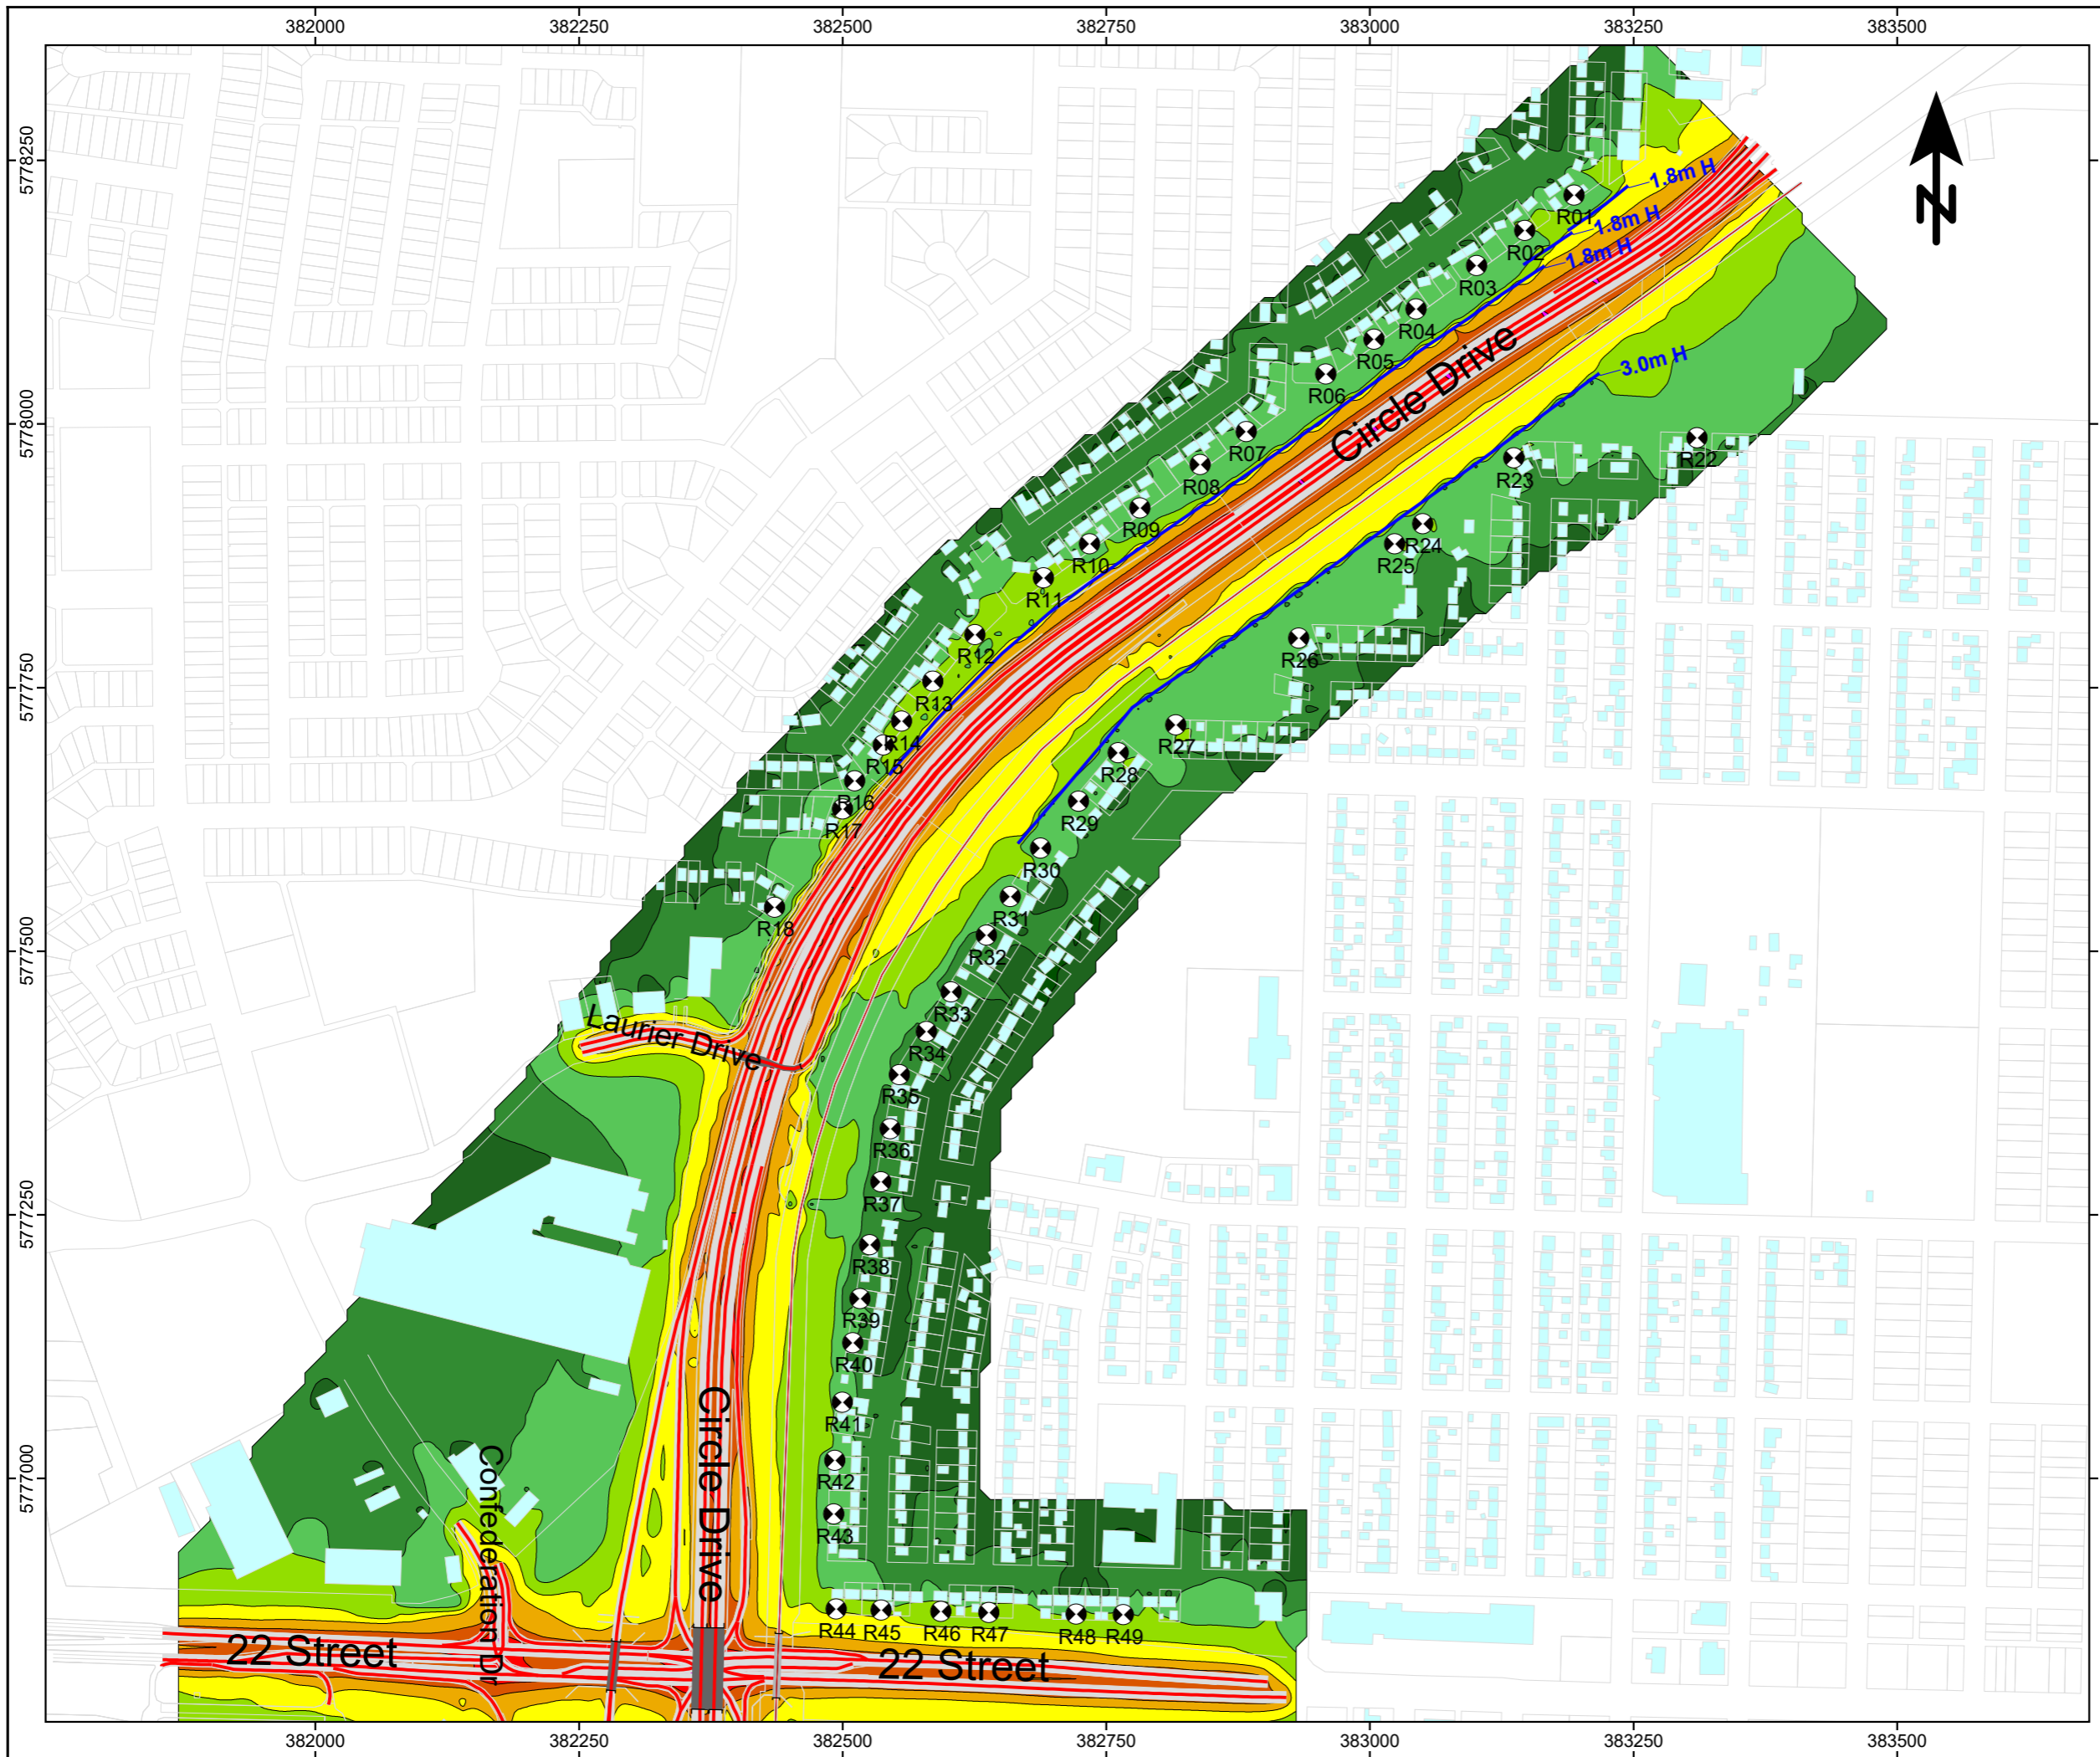 382000 382250 382500 382750 383000 383250 383500
5778250
5778000
5777750
5777500
5777250
5777000
N
1.8m H
1.8m H
1.8m H
3.0m H
Circle Drive
R01
R02
R03
R04
R05
R06
R07
R08
R09
R10
R11
R12
R13
R14
R15
R16
R17
R18
R22
R23
R24
R25
R26
R27
R28
R29
R30
R31
R32
R33
R34
R35
R36
R37
R38
R39
R40
R41
R42
R43
R44 R45 R46 R47 R48 R49
Laurier Drive
Circle Drive
Confederation Dr
22 Street
22 Street
382000 382250 382500 382750 383000 383250 383500